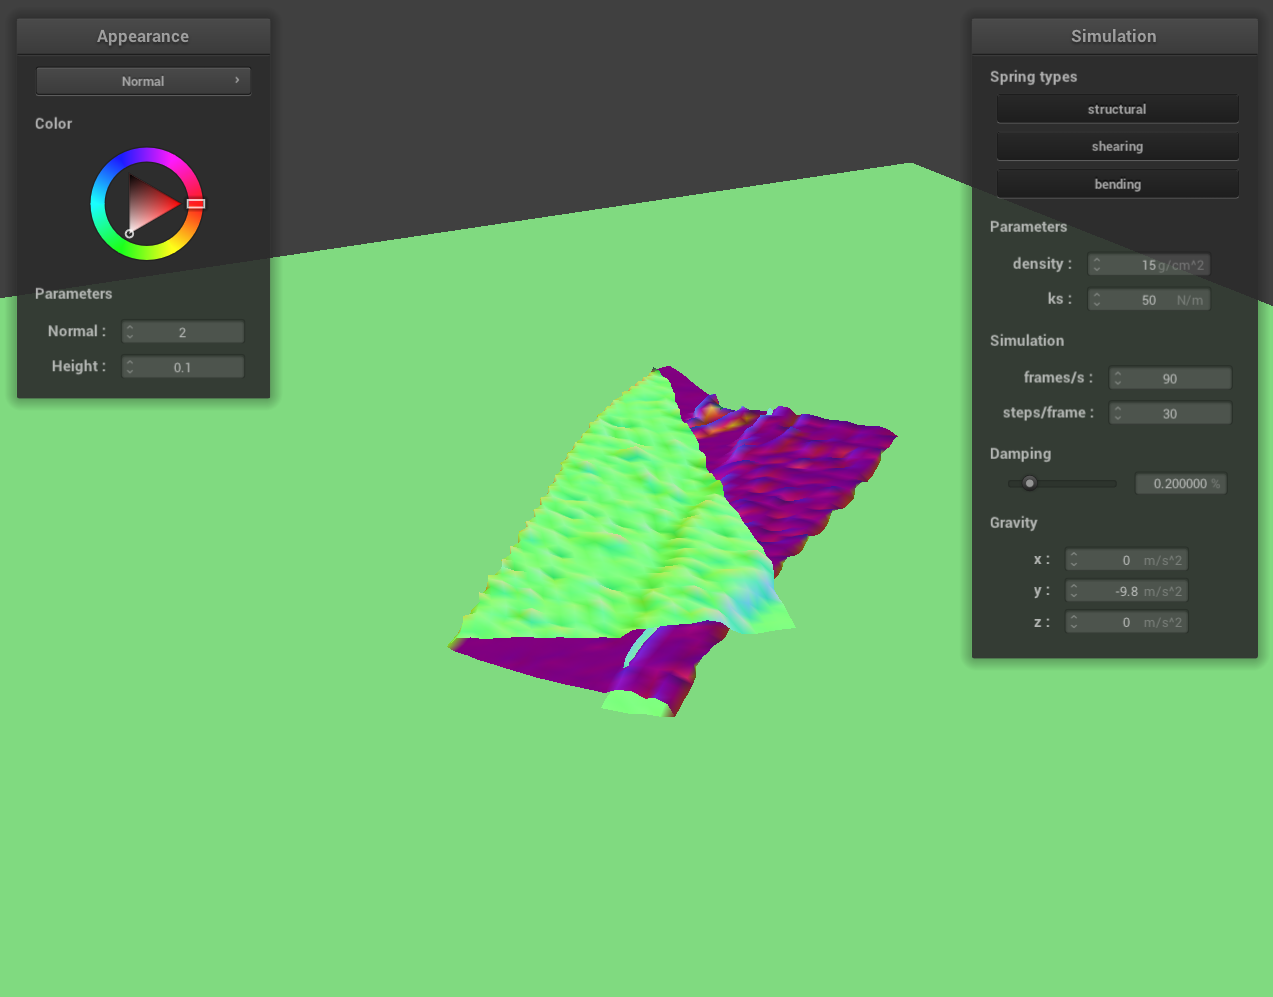 Appearance
Normal
Color
Parameters
Normal : 2
Height : 0.1
Simulation
Spring types
structural
shearing
bending
Parameters
density : 15 g/cm^2
ks : 50 N/m
Simulation
frames/s : 90
steps/frame : 30
Damping
0.200000 %
Gravity
x : 0 m/s^2
y : -9.8 m/s^2
z : 0 m/s^2